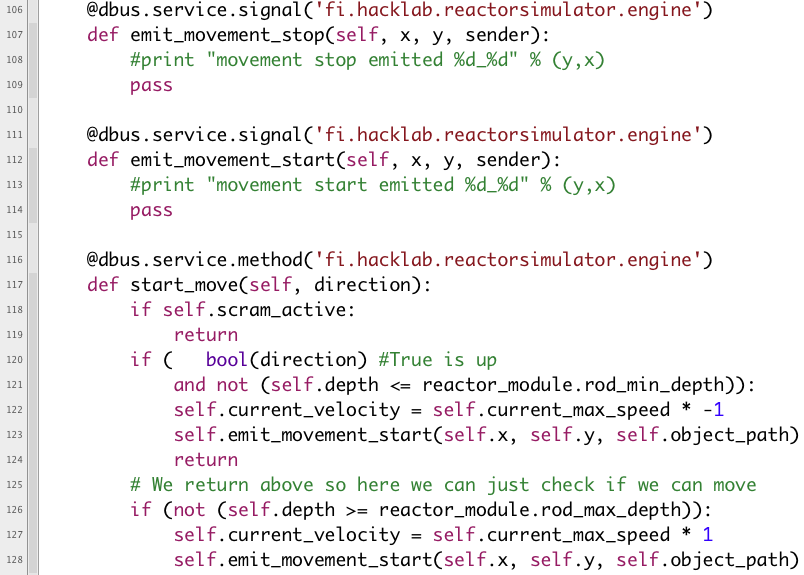 106 @dbus.service.signal('fi.hacklab.reactorsimulator.engine')
107 def emit_movement_stop(self, x, y, sender):
108 #print "movement stop emitted %d_%d" % (y,x)
109 pass
110
111 @dbus.service.signal('fi.hacklab.reactorsimulator.engine')
112 def emit_movement_start(self, x, y, sender):
113 #print "movement start emitted %d_%d" % (y,x)
114 pass
115
116 @dbus.service.method('fi.hacklab.reactorsimulator.engine')
117 def start_move(self, direction):
118 if self.scram_active:
119 return
120 if (   bool(direction) #True is up
121 and not (self.depth <= reactor_module.rod_min_depth)):
122 self.current_velocity = self.current_max_speed * -1
123 self.emit_movement_start(self.x, self.y, self.object_path)
124 return
125 # We return above so here we can just check if we can move
126 if (not (self.depth >= reactor_module.rod_max_depth)):
127 self.current_velocity = self.current_max_speed * 1
128 self.emit_movement_start(self.x, self.y, self.object_path)